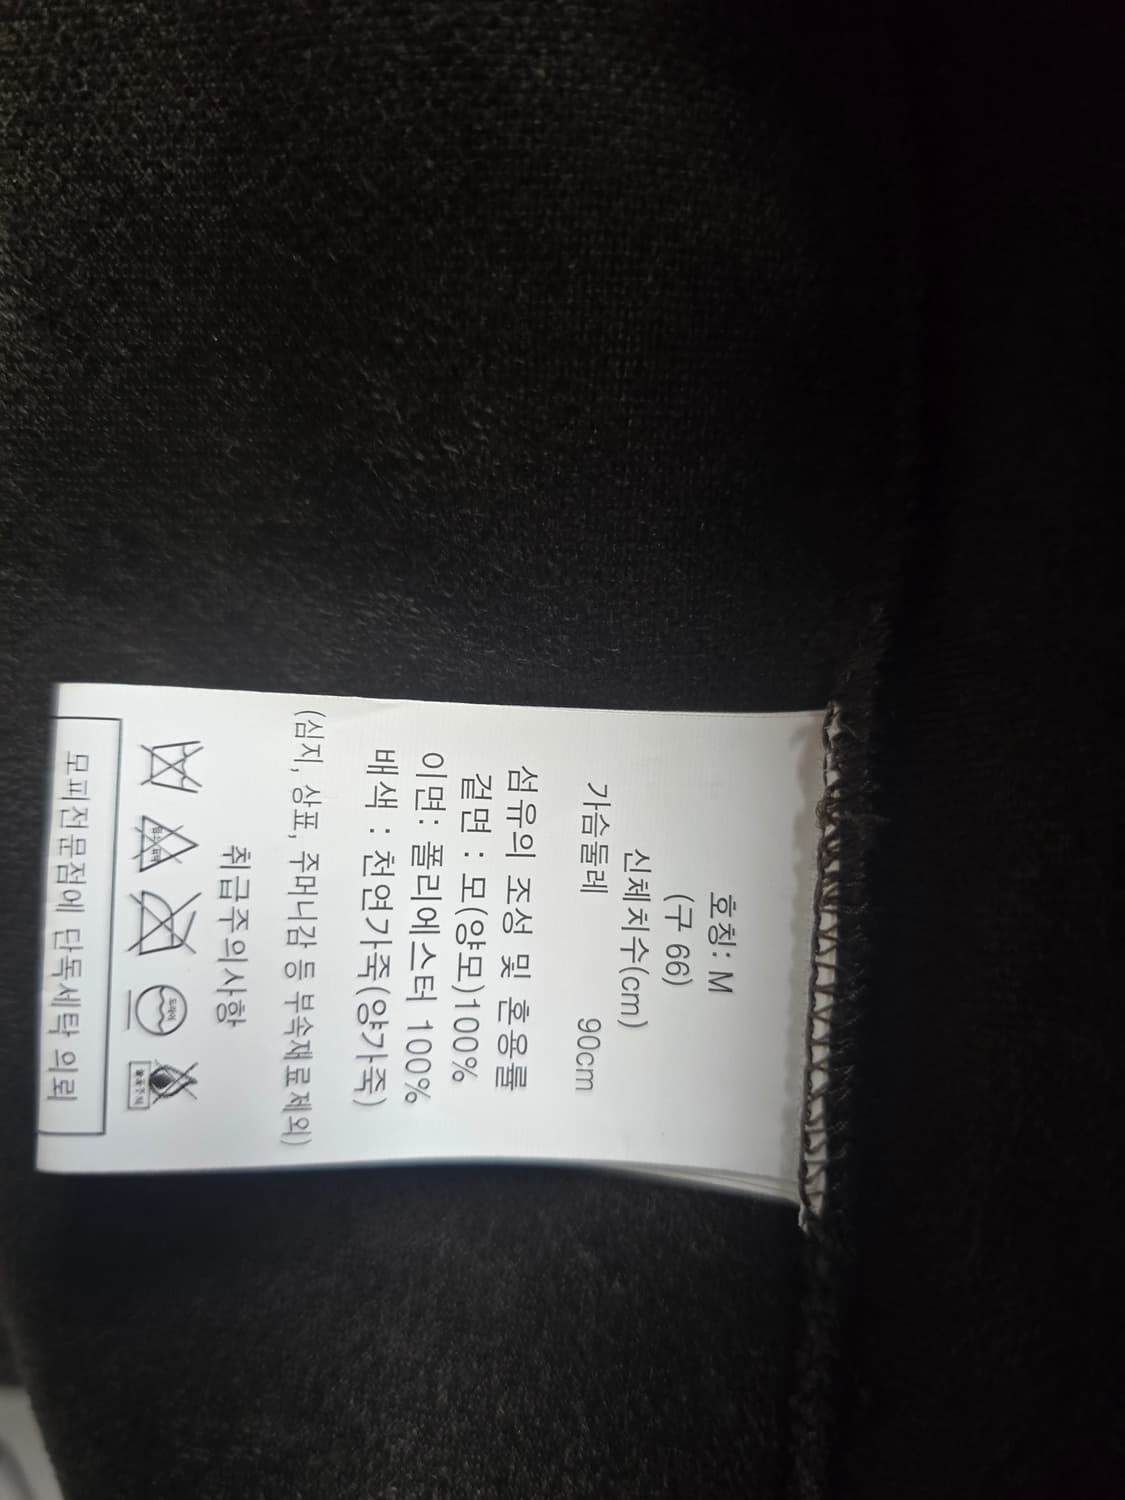 호칭: M
(구 66)
신체치수(cm)
가슴둘레 90cm
섬유의 조성 및 혼용률
겉면 : 모(양모)100%
이면: 폴리에스터 100%
배색 : 천연가죽(양가죽)
(심지, 상표, 주머니감 등 부속재료제외)
취급주의사항
드라이
모피전문점에 단독세탁 의뢰